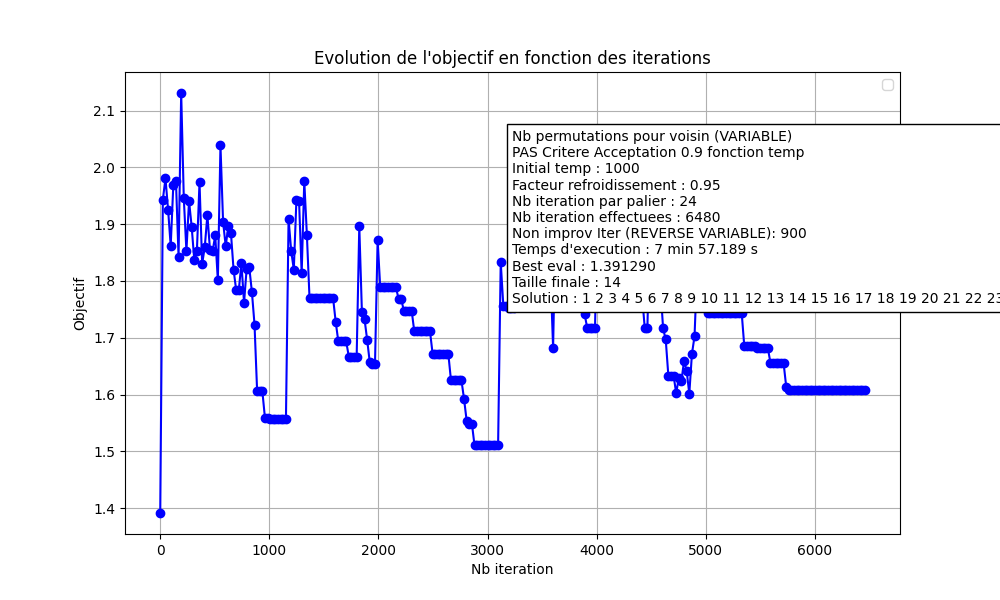 Evolution de l'objectif en fonction des iterations
Objectif
2.1
2.0
1.9
1.8
1.7
1.6
1.5
1.4
Nb permutations pour voisin (VARIABLE)
PAS Critere Acceptation 0.9 fonction temp
Initial temp : 1000
Facteur refroidissement : 0.95
Nb iteration par palier : 24
Nb iteration effectuees : 6480
Non improv Iter (REVERSE VARIABLE): 900
Temps d'execution : 7 min 57.189 s
Best eval : 1.391290
Taille finale : 14
Solution : 1 2 3 4 5 6 7 8 9 10 11 12 13 14 15 16 17 18 19 20 21 22 23
0 1000 2000 3000 4000 5000 6000
Nb iteration